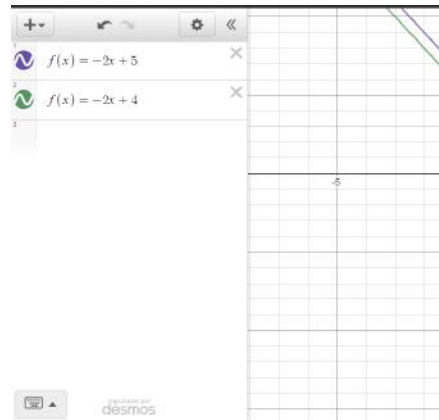 1
f(x) = −2x + 5
2
f(x) = −2x + 4
3
-5
desmos